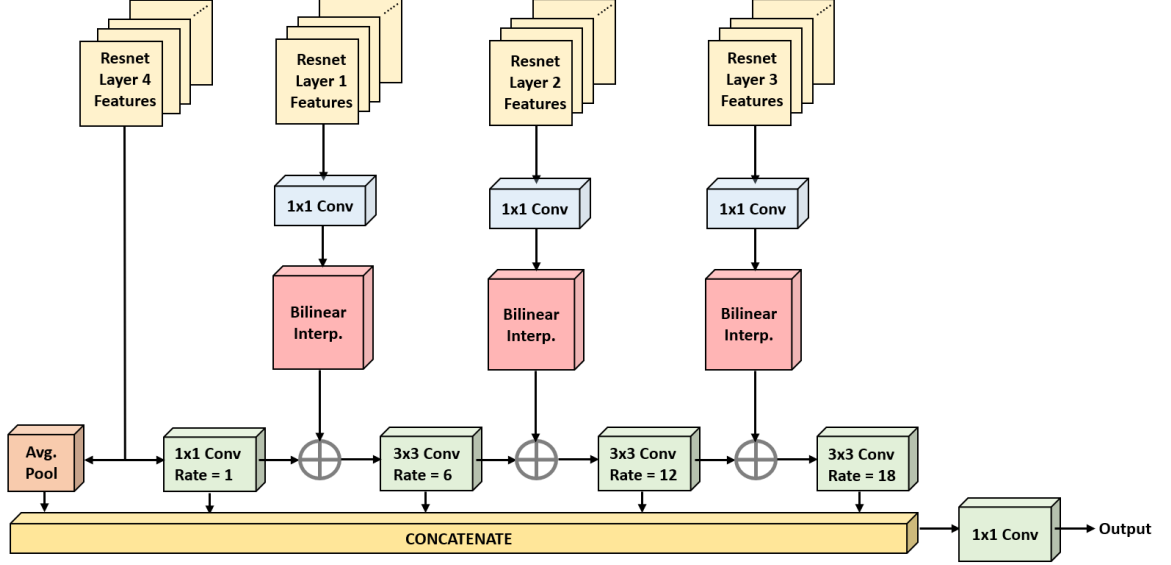 Resnet
Layer 4
Features
Resnet
Layer 1
Features
Resnet
Layer 2
Features
Resnet
Layer 3
Features
1x1 Conv
1x1 Conv
1x1 Conv
Bilinear
Interp.
Bilinear
Interp.
Bilinear
Interp.
Avg.
Pool
1x1 Conv
Rate = 1
3x3 Conv
Rate = 6
3x3 Conv
Rate = 12
3x3 Conv
Rate = 18
CONCATENATE
1x1 Conv
Output